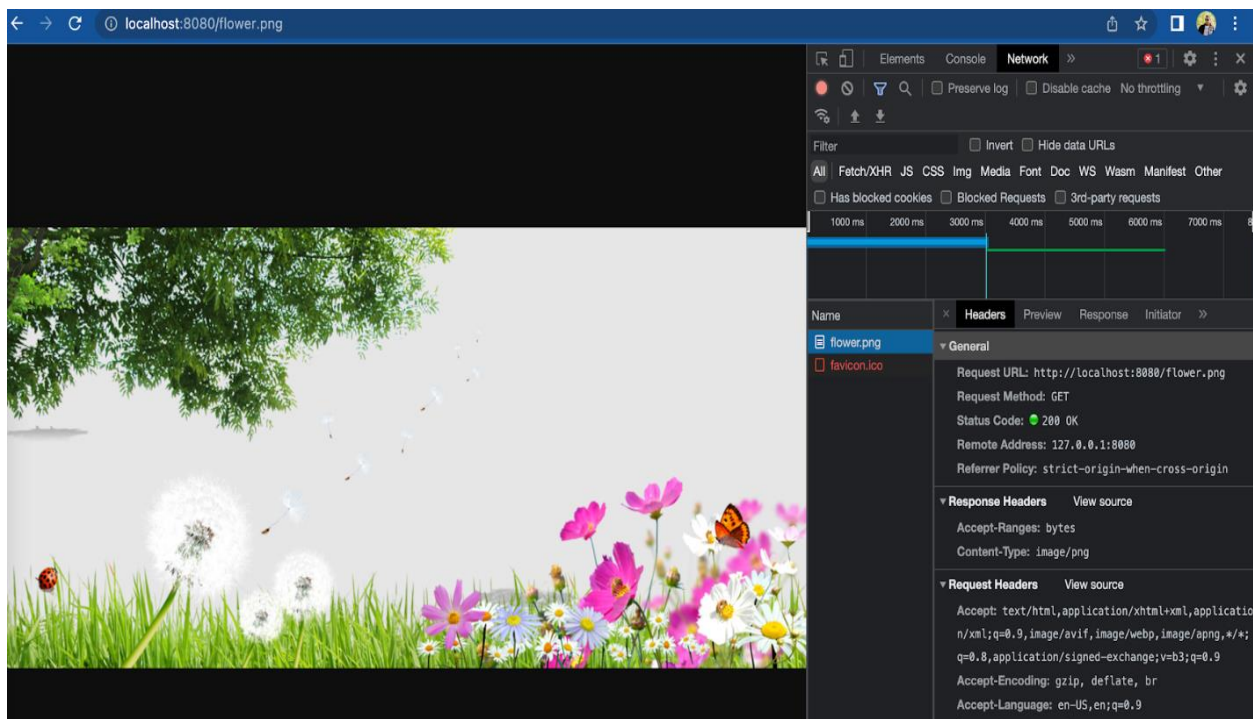 localhost:8080/flower.png
Elements Console Network » 1
Preserve log Disable cache No throttling
Filter Invert Hide data URLs
All Fetch/XHR JS CSS Img Media Font Doc WS Wasm Manifest Other
Has blocked cookies Blocked Requests 3rd-party requests
1000 ms 2000 ms 3000 ms 4000 ms 5000 ms 6000 ms 7000 ms 8
Name × Headers Preview Response Initiator »
flower.png
favicon.ico
General
Request URL: http://localhost:8080/flower.png
Request Method: GET
Status Code: 200 OK
Remote Address: 127.0.0.1:8080
Referrer Policy: strict-origin-when-cross-origin
Response Headers View source
Accept-Ranges: bytes
Content-Type: image/png
Request Headers View source
Accept: text/html,application/xhtml+xml,applicatio
n/xml;q=0.9,image/avif,image/webp,image/apng,*/*;
q=0.8,application/signed-exchange;v=b3;q=0.9
Accept-Encoding: gzip, deflate, br
Accept-Language: en-US,en;q=0.9